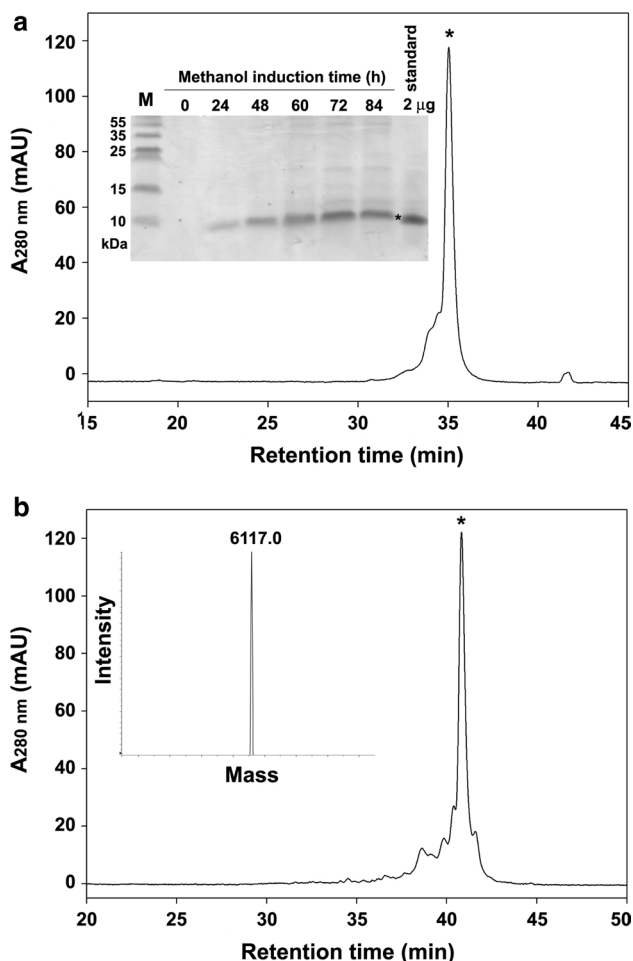 a
120
100
80
60
40
20
0
A280 nm (mAU)
Methanol induction time (h)
standard
M 0 24 48 60 72 84 2 μg
55
35
25
15
10
kDa
*
*
15 20 25 30 35 40 45
Retention time (min)
b
120
100
80
60
40
20
0
A280 nm (mAU)
*
6117.0
Intensity
Mass
20 25 30 35 40 45 50
Retention time (min)